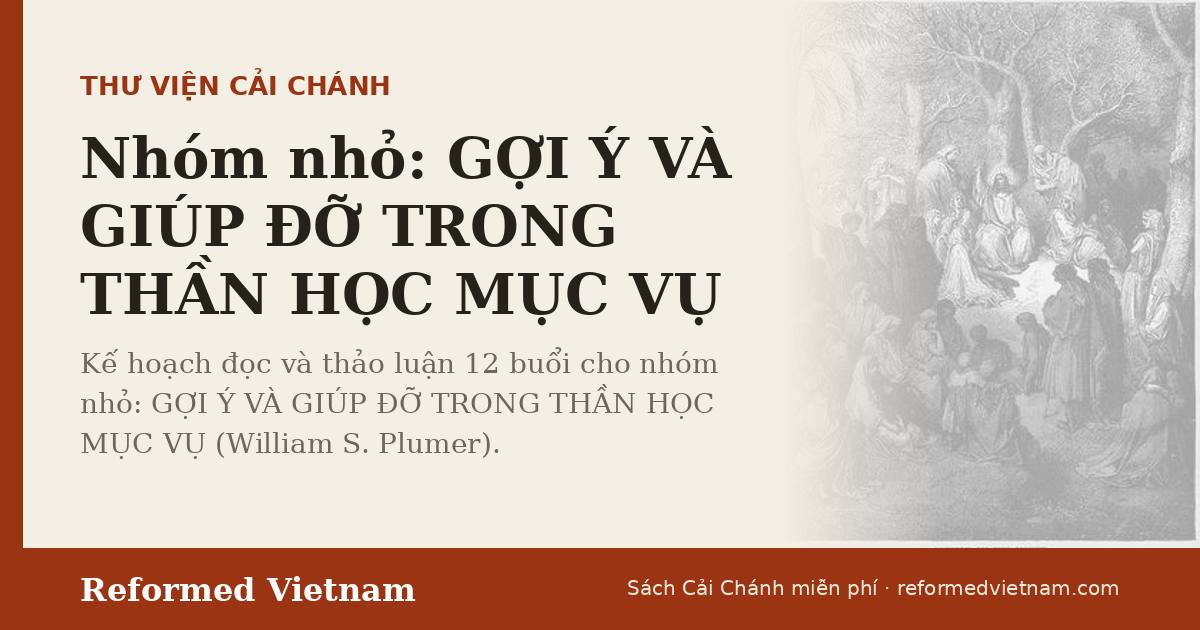 THƯ VIỆN CẢI CHÁNH
Nhóm nhỏ: GỢI Ý VÀ
GIÚP ĐỠ TRONG
THẦN HỌC MỤC VỤ
Kế hoạch đọc và thảo luận 12 buổi cho nhóm
nhỏ: GỢI Ý VÀ GIÚP ĐỠ TRONG THẦN HỌC
MỤC VỤ (William S. Plumer).
Reformed Vietnam
Sách Cải Chánh miễn phí · reformedvietnam.com